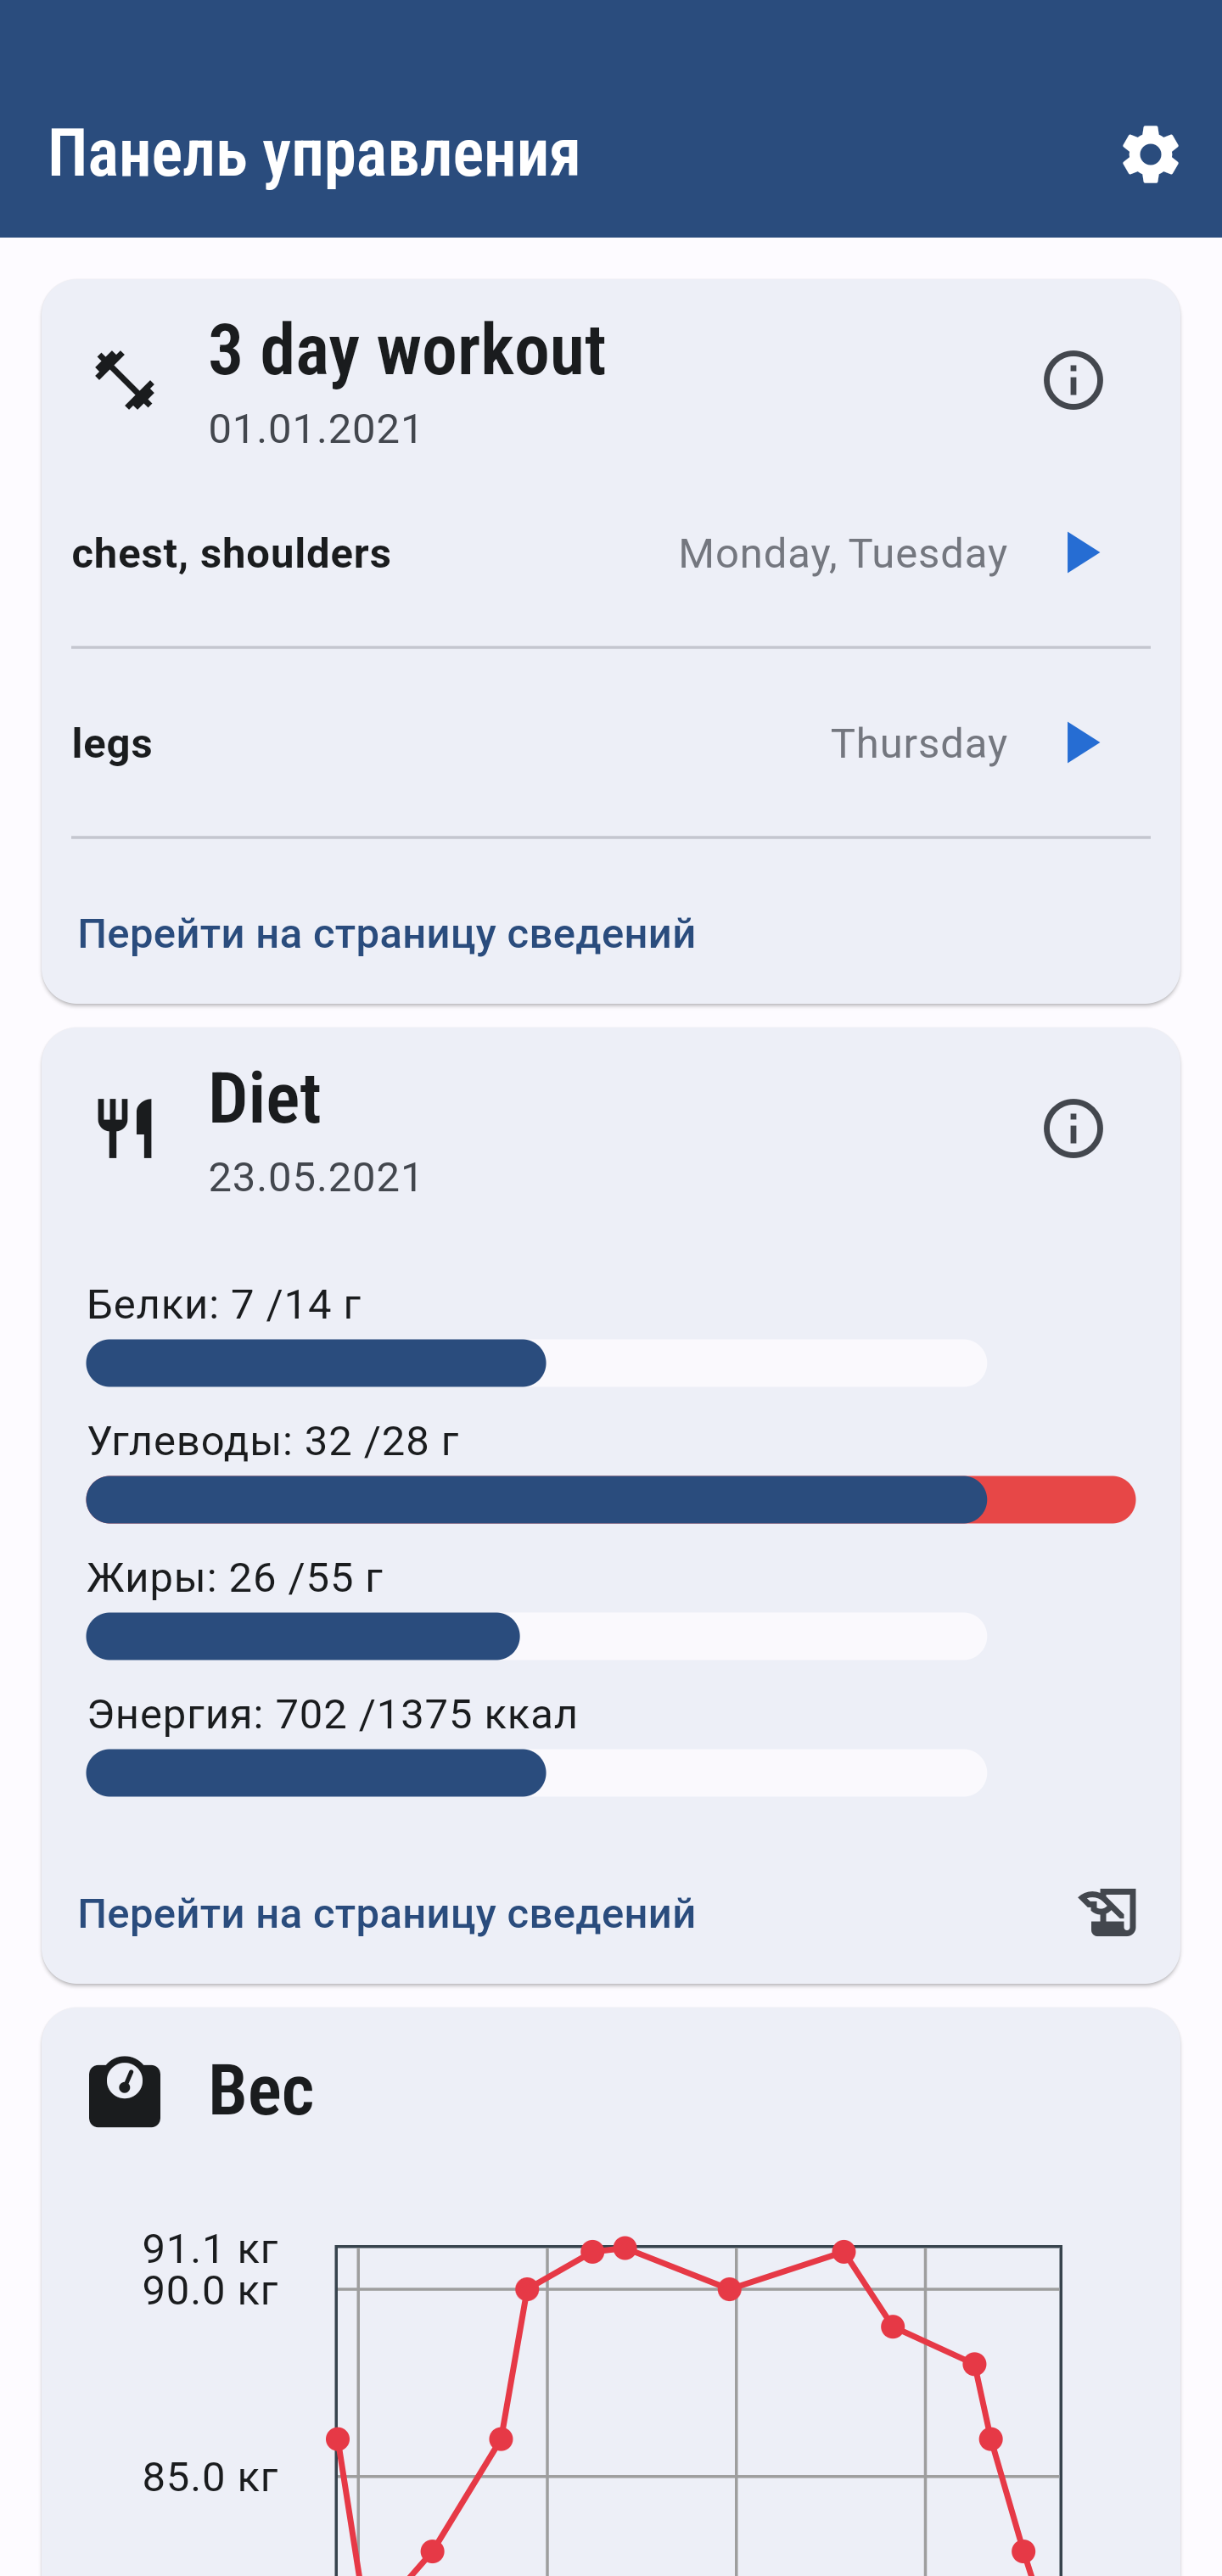 Панель управления
3 day workout
01.01.2021
chest, shoulders Monday, Tuesday
legs Thursday
Перейти на страницу сведений
Diet
23.05.2021
Белки: 7 /14 г
Углеводы: 32 /28 г
Жиры: 26 /55 г
Энергия: 702 /1375 ккал
Перейти на страницу сведений
Вес
91.1 кг
90.0 кг
85.0 кг